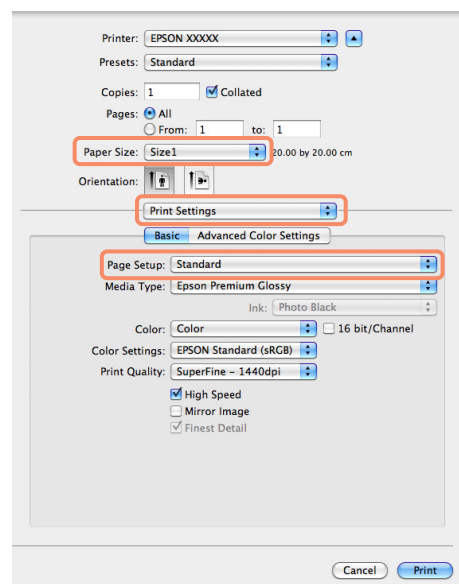 Printer: EPSON XXXXX
Presets: Standard
Copies: 1 Collated
Pages: All
From: 1 to: 1
Paper Size: Size1 20.00 by 20.00 cm
Orientation:
Print Settings
Basic Advanced Color Settings
Page Setup: Standard
Media Type: Epson Premium Glossy
Ink: Photo Black
Color: Color 16 bit/Channel
Color Settings: EPSON Standard (sRGB)
Print Quality: SuperFine – 1440dpi
High Speed
Mirror Image
Finest Detail
Cancel Print